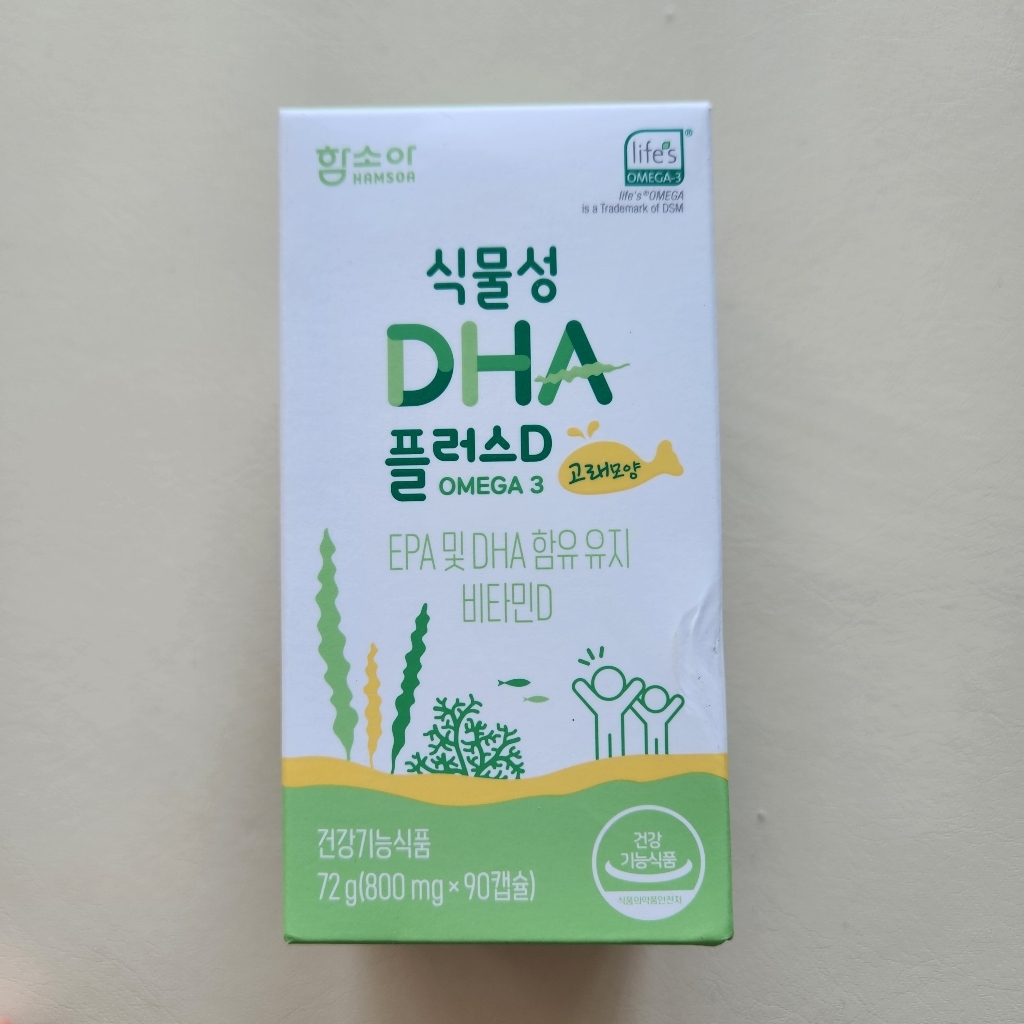 함소아
HAMSOA
life's ®
OMEGA-3
life's®OMEGA
is a Trademark of DSM
식물성
DHA
플러스D
OMEGA 3
고래모양
EPA 및 DHA 함유 유지
비타민D
건강기능식품
72 g(800 mg × 90캡슐)
건강
기능식품
식품의약품안전처